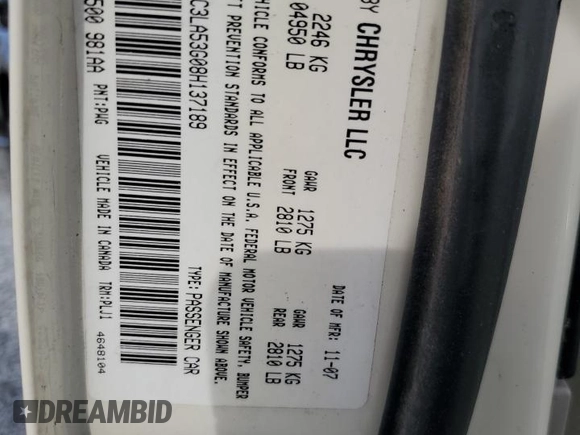 BY CHRYSLER LLC
DATE OF MFR: 11-07
2246 KG
04950 LB
GAWR FRONT
1275 KG
2810 LB
GAWR REAR
1275 KG
2810 LB
VEHICLE CONFORMS TO ALL APPLICABLE U.S.A. FEDERAL MOTOR VEHICLE SAFETY, BUMPER
PREVENTION STANDARDS IN EFFECT ON THE DATE OF MANUFACTURE SHOWN ABOVE.
C3LA53G08H137189
TYPE: PASSENGER CAR
500 981AA
PNT:PWG
VEHICLE MADE IN CANADA
TRM:PLJ1
4648104
DREAMBID